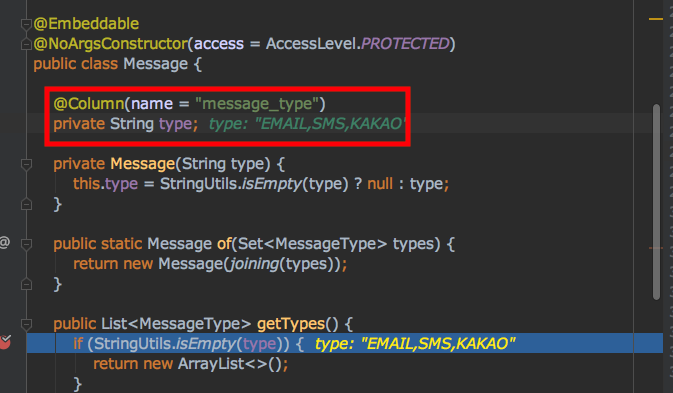 @Embeddable
@NoArgsConstructor(access = AccessLevel.PROTECTED)
public class Message {
@Column(name = "message_type")
private String type; type: "EMAIL,SMS,KAKAO"
private Message(String type) {
this.type = StringUtils.isEmpty(type) ? null : type;
}
@
public static Message of(Set<MessageType> types) {
return new Message(joining(types));
}
public List<MessageType> getTypes() {
if (StringUtils.isEmpty(type)) { type: "EMAIL,SMS,KAKAO"
return new ArrayList<>();
}